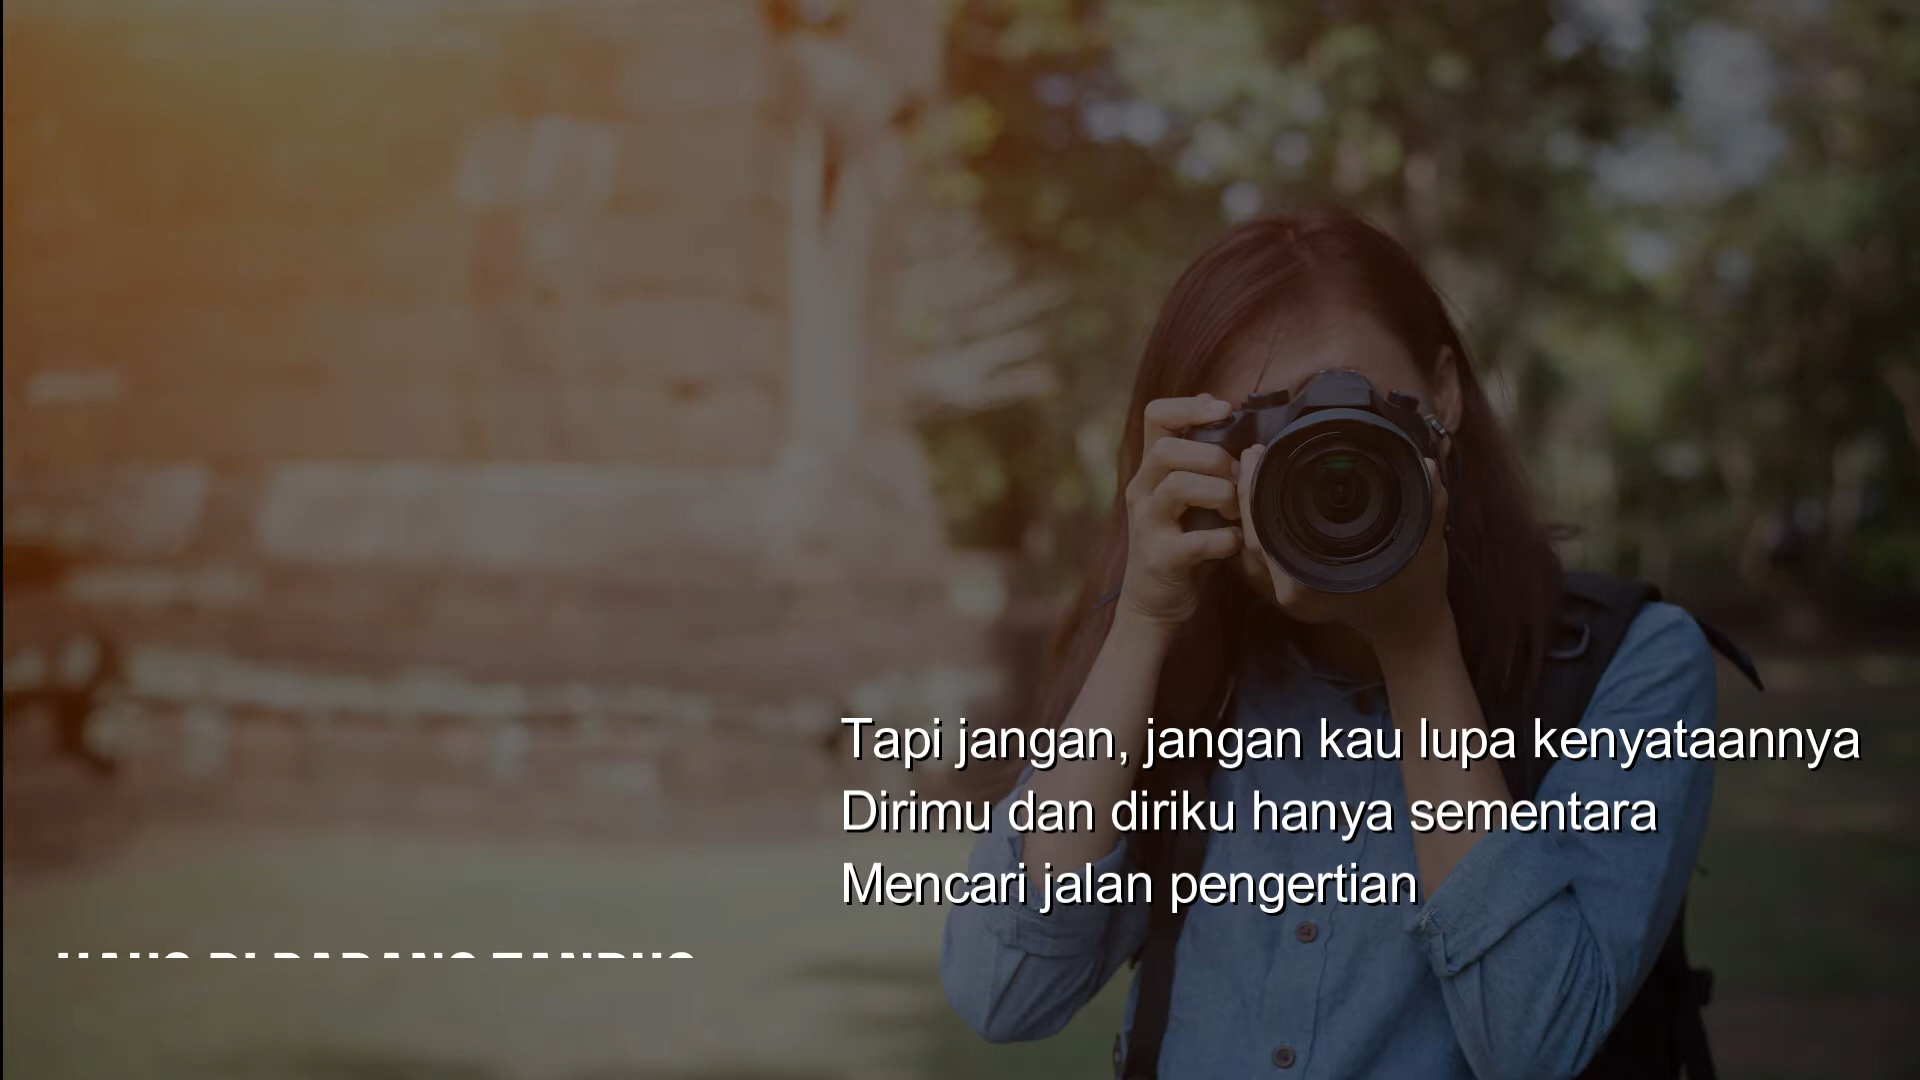 Tapi jangan, jangan kau lupa kenyataannya
Dirimu dan diriku hanya sementara
Mencari jalan pengertian